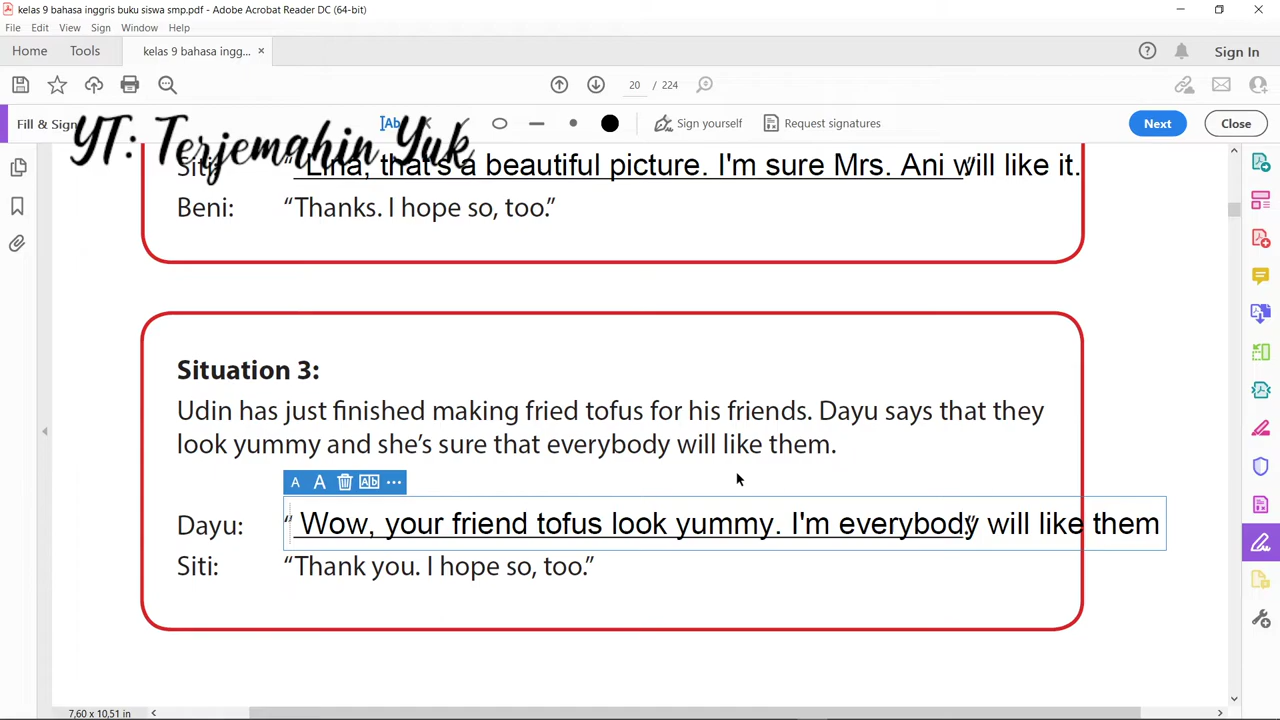 kelas 9 bahasa inggris buku siswa smp.pdf - Adobe Acrobat Reader DC (64-bit)
File Edit View Sign Window Help
Home Tools kelas 9 bahasa ingg... × Sign In
20 / 224
Fill & Sign Ab Sign yourself Request signatures Next Close
YT: Terjemahin Yuk
Siti: “ Lina, that's a beautiful picture. I'm sure Mrs. Ani will like it.”
Beni: “Thanks. I hope so, too.”
Situation 3:
Udin has just finished making fried tofus for his friends. Dayu says that they
look yummy and she’s sure that everybody will like them.
A A Ab ...
Dayu: “ Wow, your friend tofus look yummy. I'm everybody will like them ”
Siti: “Thank you. I hope so, too.”
7,60 x 10,51 in